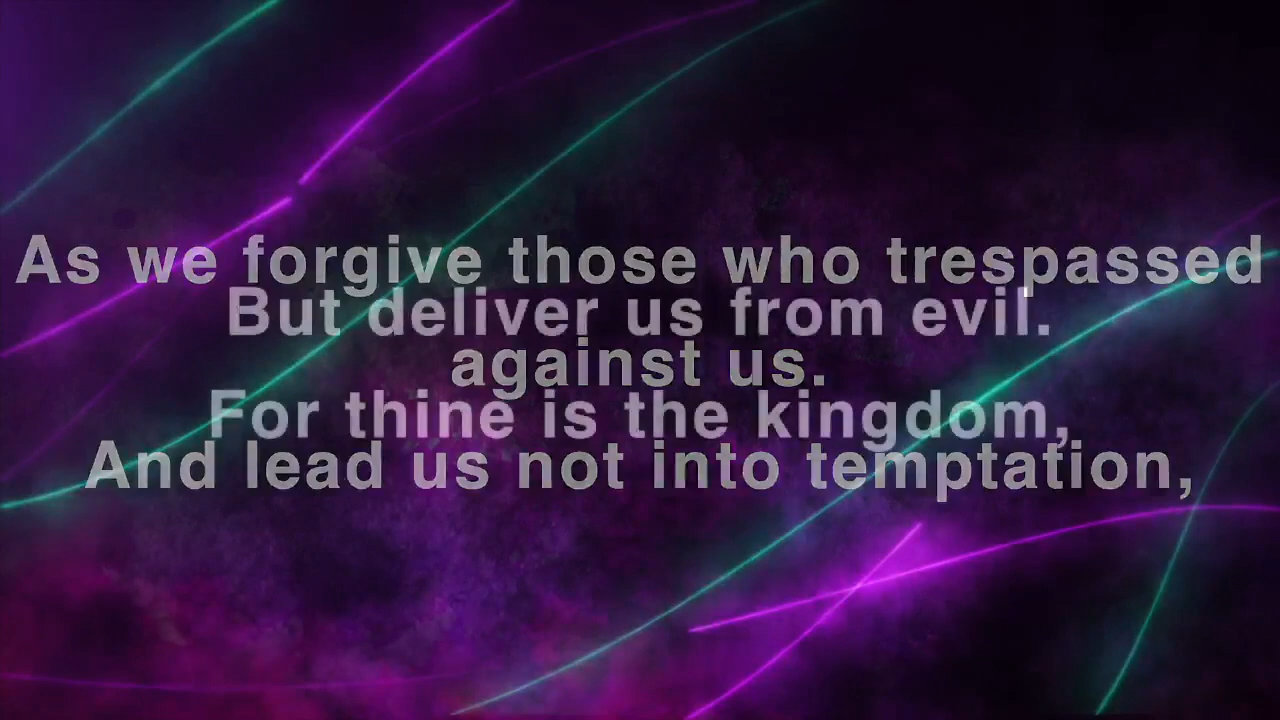 As we forgive those who trespassed
But deliver us from evil.
against us.
For thine is the kingdom,
And lead us not into temptation,